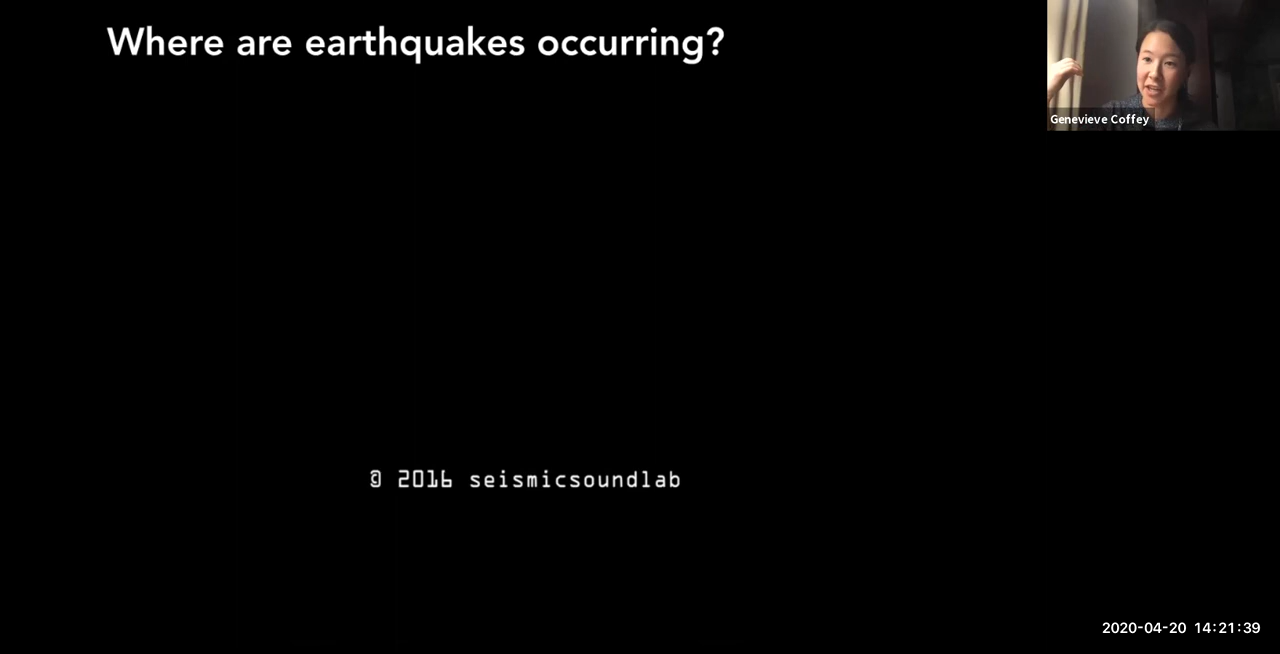 Where are earthquakes occurring?
Genevieve Coffey
© 2016 seismicsoundlab
2020-04-20 14:21:39